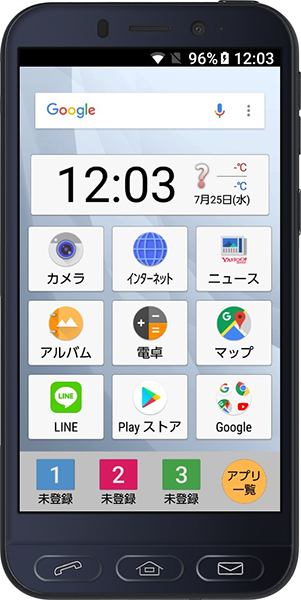 96% 12:03
Google
12:03
-℃
-℃
7月25日(水)
カメラ
インターネット
YAHOO!
ニュース
アルバム
電卓
マップ
LINE
LINE
Play ストア
Google
1
2
3
未登録
未登録
未登録
アプリ
一覧